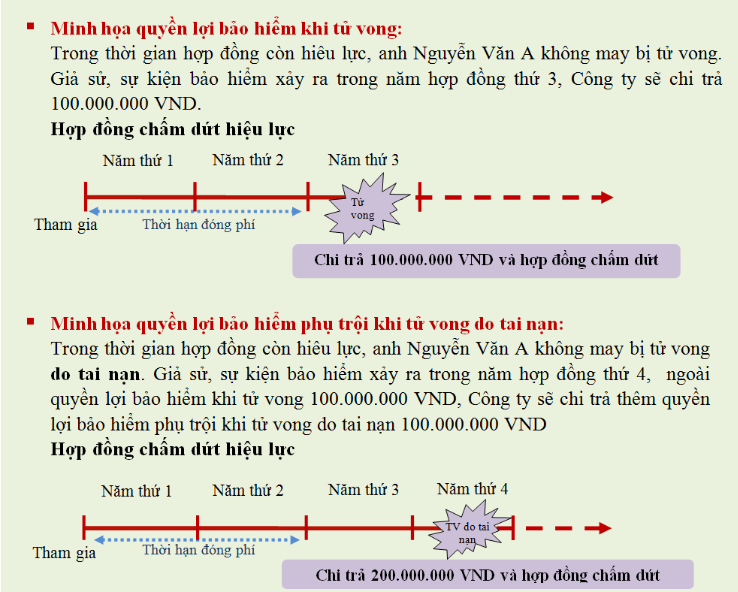 Minh họa quyền lợi bảo hiểm khi tử vong:
Trong thời gian hợp đồng còn hiêu lực, anh Nguyễn Văn A không may bị tử vong.
Giả sử, sự kiện bảo hiểm xảy ra trong năm hợp đồng thứ 3, Công ty sẽ chi trả
100.000.000 VND.
Hợp đồng chấm dứt hiệu lực
Năm thứ 1 Năm thứ 2 Năm thứ 3
Tử
vong
Tham gia Thời hạn đóng phí
Chi trả 100.000.000 VND và hợp đồng chấm dứt
Minh họa quyền lợi bảo hiểm phụ trội khi tử vong do tai nạn:
Trong thời gian hợp đồng còn hiêu lực, anh Nguyễn Văn A không may bị tử vong
do tai nạn. Giả sử, sự kiện bảo hiểm xảy ra trong năm hợp đồng thứ 4, ngoài
quyền lợi bảo hiểm khi tử vong 100.000.000 VND, Công ty sẽ chi trả thêm quyền
lợi bảo hiểm phụ trội khi tử vong do tai nạn 100.000.000 VND
Hợp đồng chấm dứt hiệu lực
Năm thứ 1 Năm thứ 2 Năm thứ 3 Năm thứ 4
TV do tai
nạn
Tham gia Thời hạn đóng phí
Chi trả 200.000.000 VND và hợp đồng chấm dứt